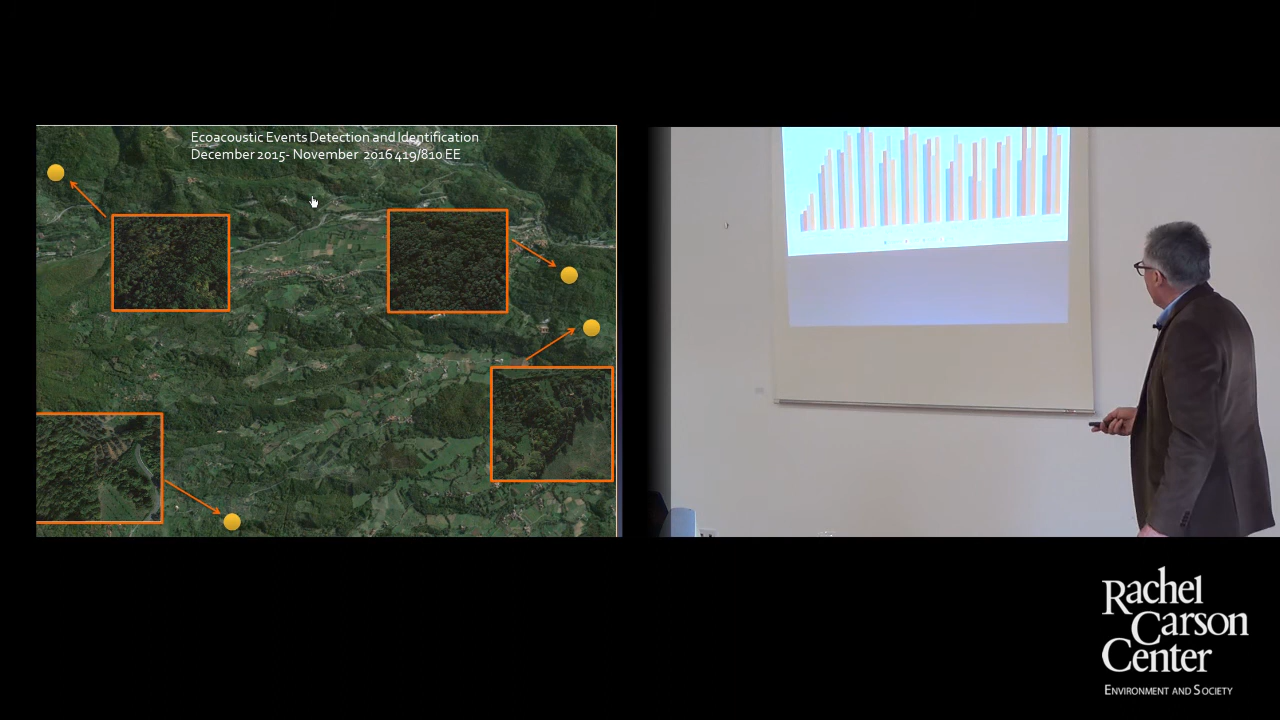 Ecoacoustic Events Detection and Identification
December 2015- November 2016 419/810 EE
Rachel
Carson
Center
ENVIRONMENT AND SOCIETY